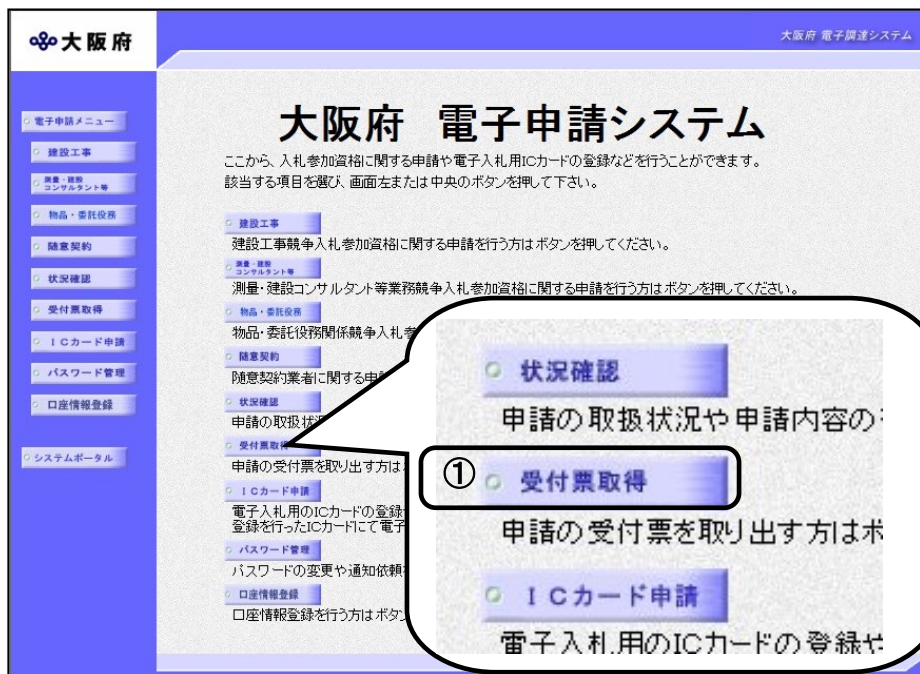 大阪府
大阪府 電子調達システム
電子申請メニュー
建設工事
測量・建設
コンサルタント等
物品・委託役務
随意契約
状況確認
受付票取得
ICカード申請
パスワード管理
口座情報登録
システムポータル
大阪府 電子申請システム
ここから、入札参加資格に関する申請や電子入札用ICカードの登録などを行うことができます。
該当する項目を選び、画面左または中央のボタンを押して下さい。
建設工事
建設工事競争入札参加資格に関する申請を行う方はボタンを押してください。
測量・建設
コンサルタント等
測量・建設コンサルタント等業務競争入札参加資格に関する申請を行う方はボタンを押してください。
物品・委託役務
物品・委託役務関係競争入札参
随意契約
随意契約業者に関する申
状況確認
申請の取扱状
受付票取得
申請の受付票を取り出す方は
ICカード申請
電子入札用のICカードの登録
登録を行ったICカードにて電子
パスワード管理
パスワードの変更や通知依頼
口座情報登録
口座情報登録を行う方はボタン
状況確認
申請の取扱状況や申請内容の
① 受付票取得
申請の受付票を取り出す方はボ
ICカード申請
電子入札用のICカードの登録や